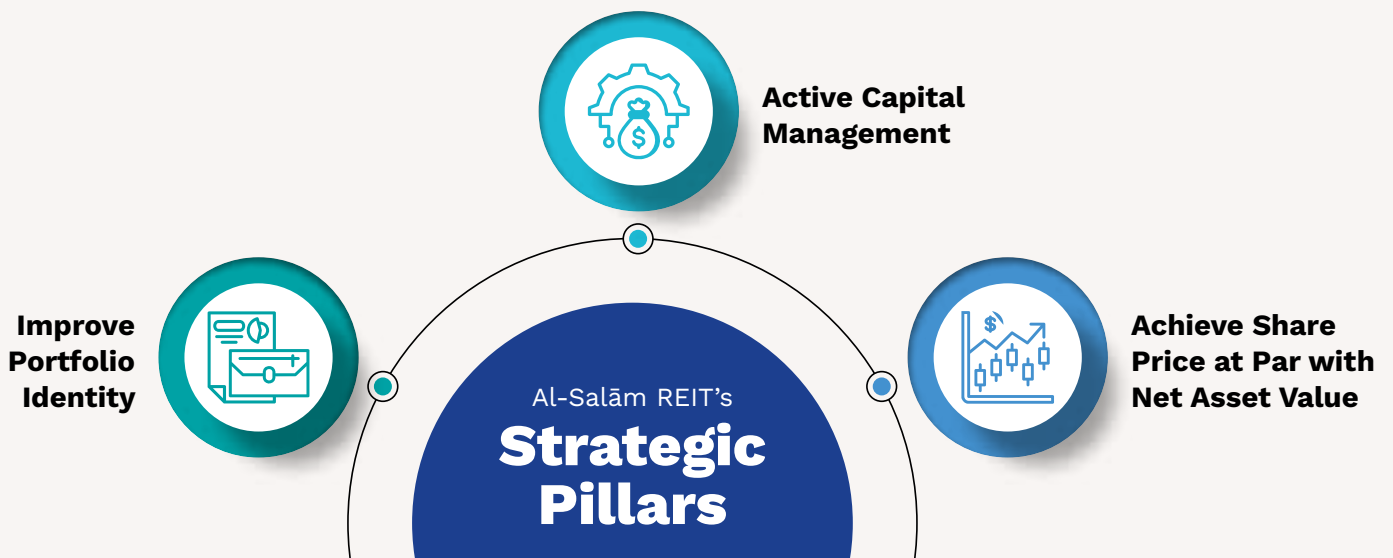 Active Capital
Management
Improve
Portfolio
Identity
Achieve Share
Price at Par with
Net Asset Value
Al-Salām REIT’s
Strategic
Pillars